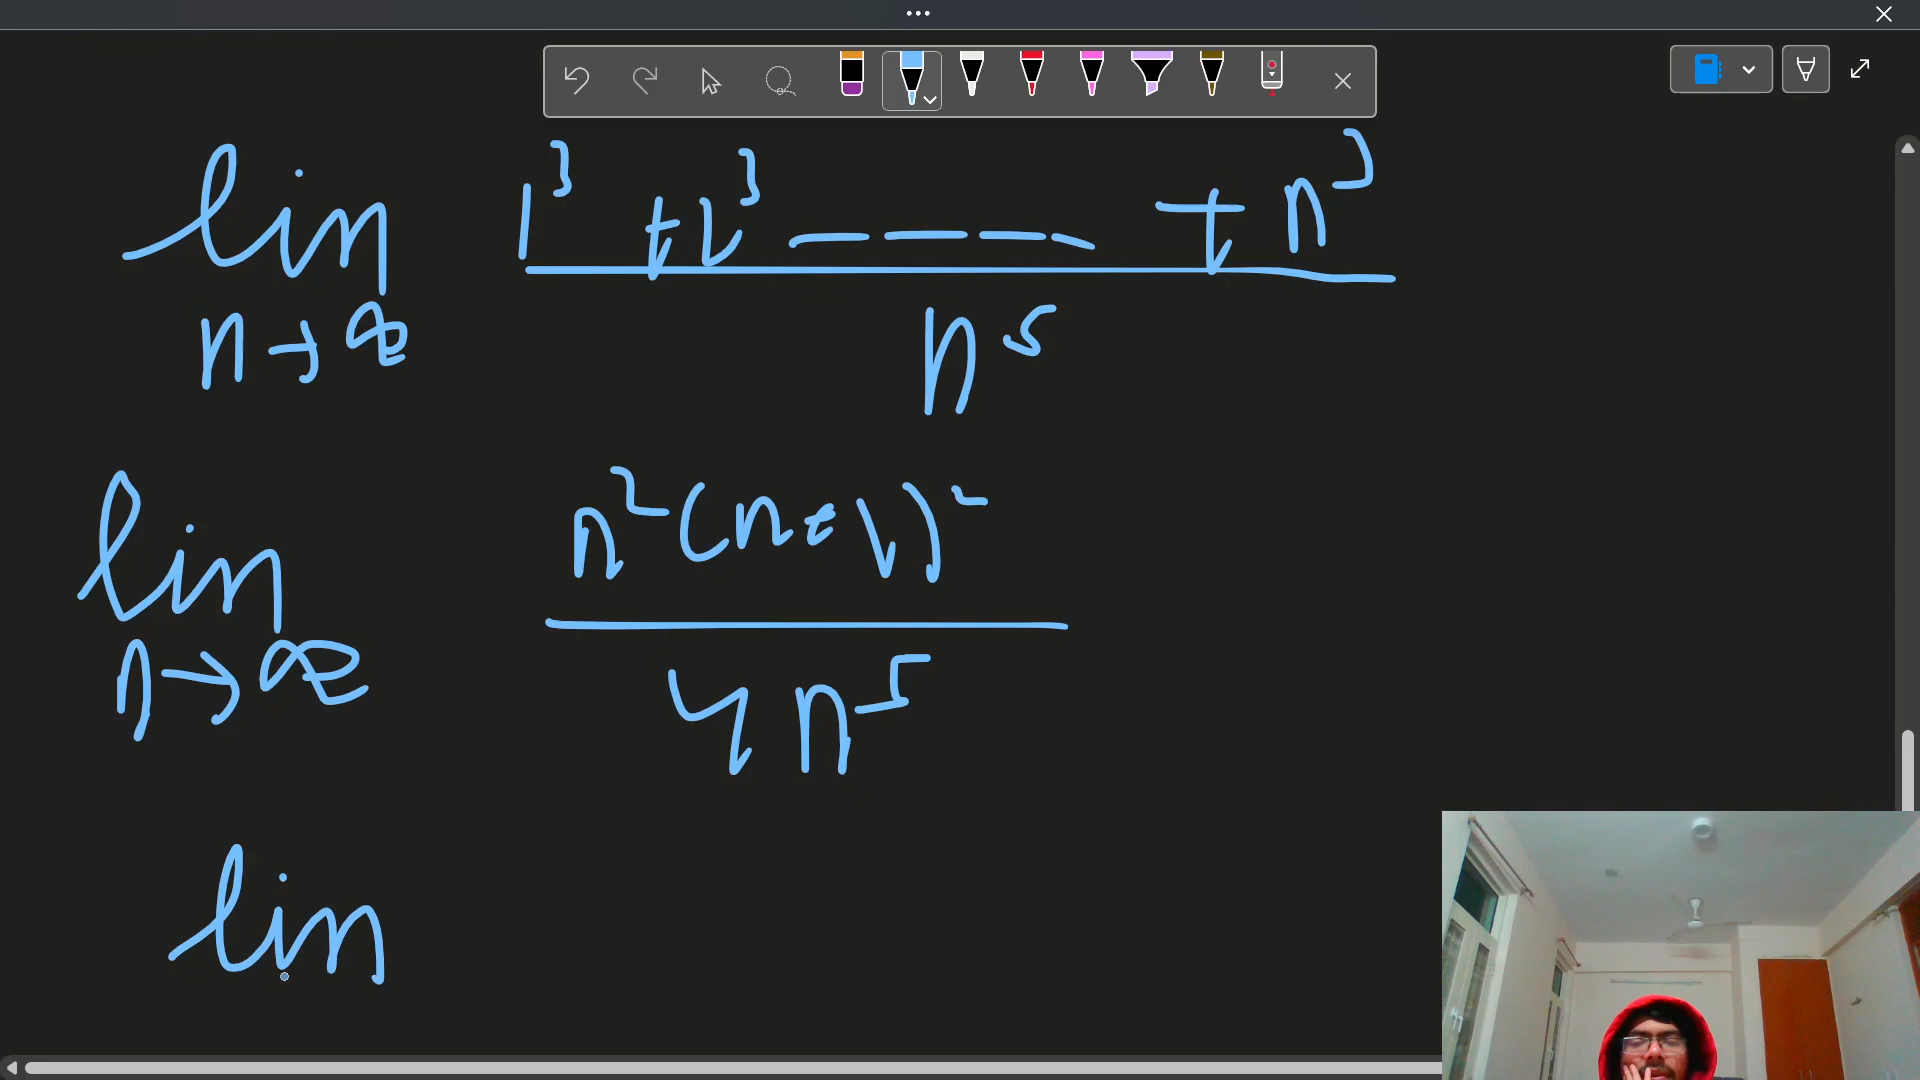 lim 1³ + 2³ _ _ _ _ + n³
n→∞ n⁵
lim n²(n+1)²
n→∞ 4n⁵
lim